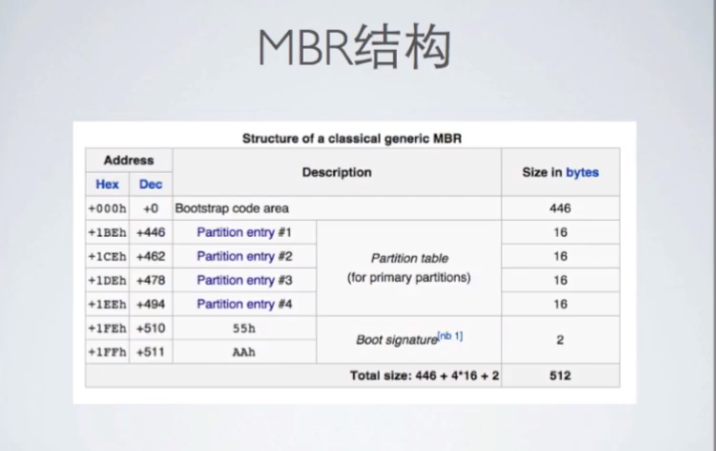 MBR结构
Structure of a classical generic MBR
Address Description Size in bytes
Hex Dec
+000h +0 Bootstrap code area 446
+1BEh +446 Partition entry #1 Partition table (for primary partitions) 16
+1CEh +462 Partition entry #2 16
+1DEh +478 Partition entry #3 16
+1EEh +494 Partition entry #4 16
+1FEh +510 55h Boot signature[nb 1] 2
+1FFh +511 AAh
Total size: 446 + 4*16 + 2 512